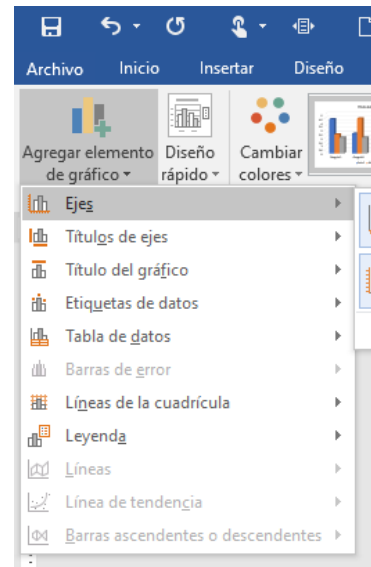 Archivo Inicio Insertar Diseño
Agregar elemento de gráfico
Diseño rápido
Cambiar colores
Ejes
Títulos de ejes
Título del gráfico
Etiquetas de datos
Tabla de datos
Barras de error
Líneas de la cuadrícula
Leyenda
Líneas
Línea de tendencia
Barras ascendentes o descendentes